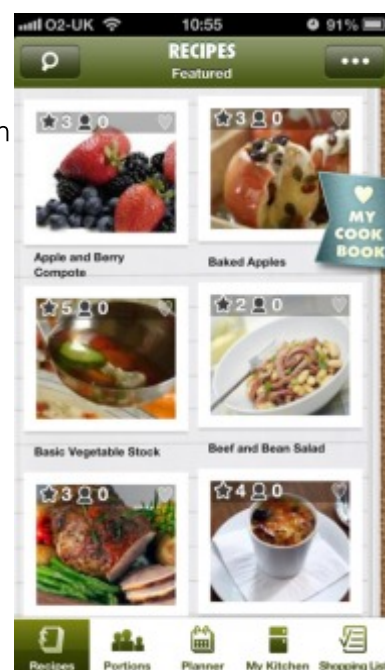 n
O2-UK 10:55 91%
RECIPES
Featured
3 0
3 0
MY
COOK
BOOK
Apple and Berry
Compote
Baked Apples
5 0
2 0
Basic Vegetable Stock
Beef and Bean Salad
3 0
4 0
Recipes Portions Planner My Kitchen Shopping List